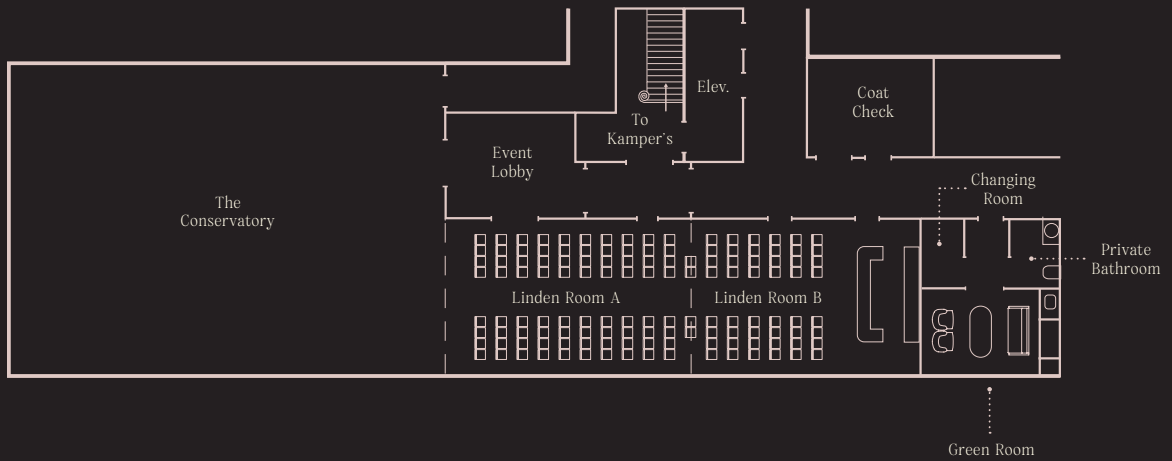 Elev.
Coat
Check
To
Kamper's
Event
Lobby
Changing
Room
The
Conservatory
Private
Bathroom
Linden Room A
Linden Room B
Green Room